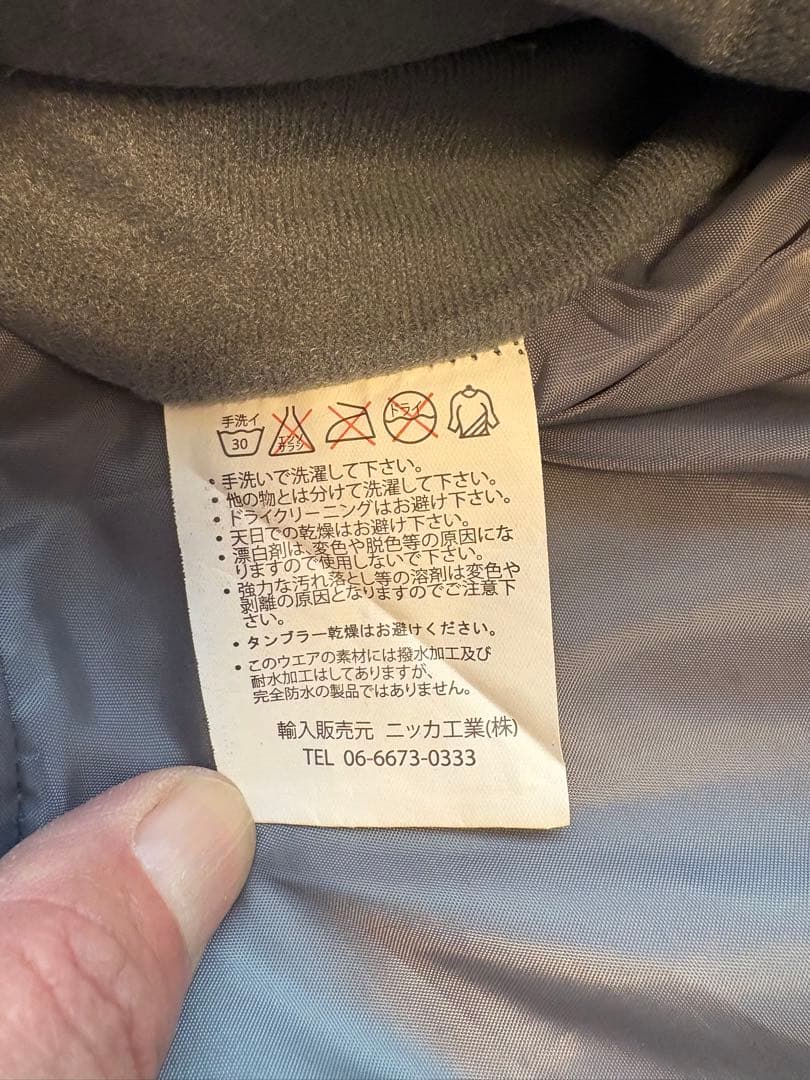 手洗イ
30
エンソ
サラシ
ドライ
・手洗いで洗濯して下さい。
・他の物とは分けて洗濯して下さい。
・ドライクリーニングはお避け下さい。
・天日での乾燥はお避け下さい。
・漂白剤は、変色や脱色等の原因にな
りますので使用しないで下さい。
・強力な汚れ落とし等の溶剤は変色や
剥離の原因となりますのでご注意下
さい。
・タンブラー乾燥はお避けください。
・このウエアの素材には撥水加工及び
耐水加工はしてありますが、
完全防水の製品ではありません。
輸入販売元 ニッカ工業(株)
TEL 06-6673-0333